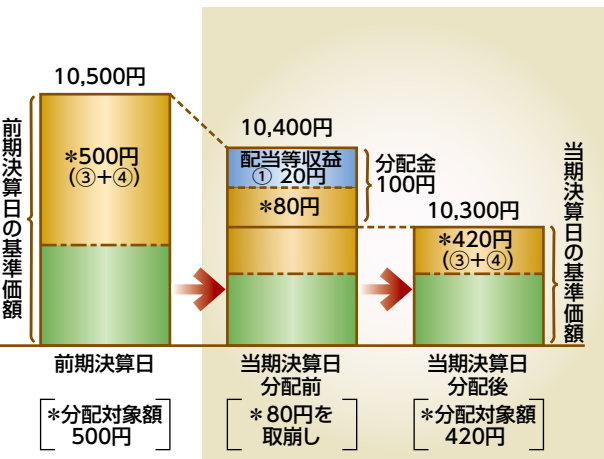 前期決算日の基準価額
10,500円
*500円
(③+④)
前期決算日
*分配対象額
500円
10,400円
配当等収益
① 20円
*80円
分配金
100円
当期決算日
分配前
*80円を
取崩し
10,300円
*420円
(③+④)
当期決算日
分配後
*分配対象額
420円
当期決算日の基準価額